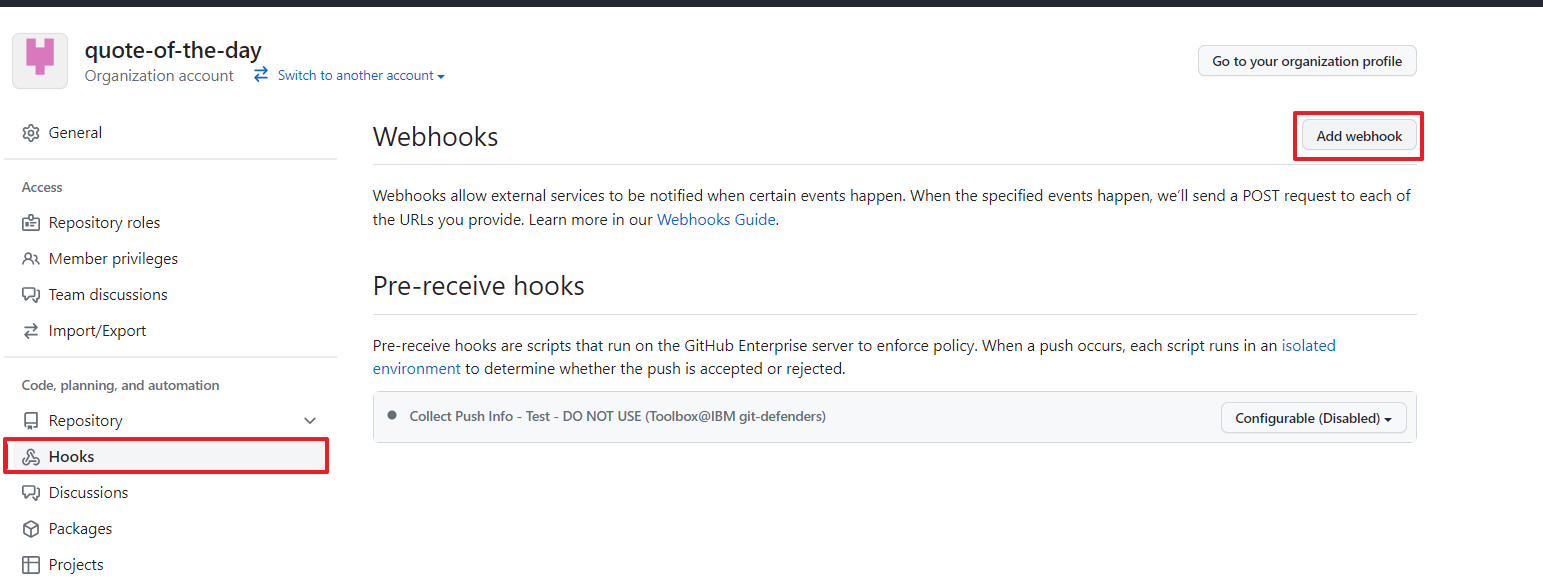 quote-of-the-day
Organization account Switch to another account
Go to your organization profile
General
Access
Repository roles
Member privileges
Team discussions
Import/Export
Code, planning, and automation
Repository
Hooks
Discussions
Packages
Projects
Webhooks
Add webhook
Webhooks allow external services to be notified when certain events happen. When the specified events happen, we’ll send a POST request to each of
the URLs you provide. Learn more in our Webhooks Guide.
Pre-receive hooks
Pre-receive hooks are scripts that run on the GitHub Enterprise server to enforce policy. When a push occurs, each script runs in an isolated
environment to determine whether the push is accepted or rejected.
Collect Push Info - Test - DO NOT USE (Toolbox@IBM git-defenders)
Configurable (Disabled)